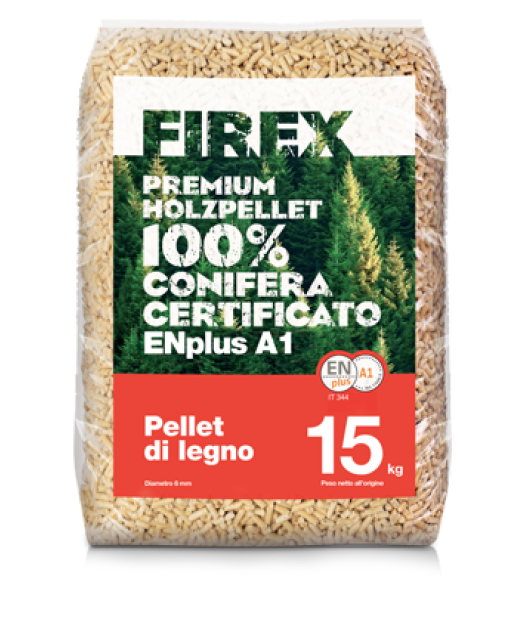 FIREX
PREMIUM
HOLZPELLET
100%
CONIFERA
CERTIFICATO
ENplus A1
EN
plus
A1
IT 344
Pellet
di legno
15 kg
Diametro 6 mm
Peso netto all'origine